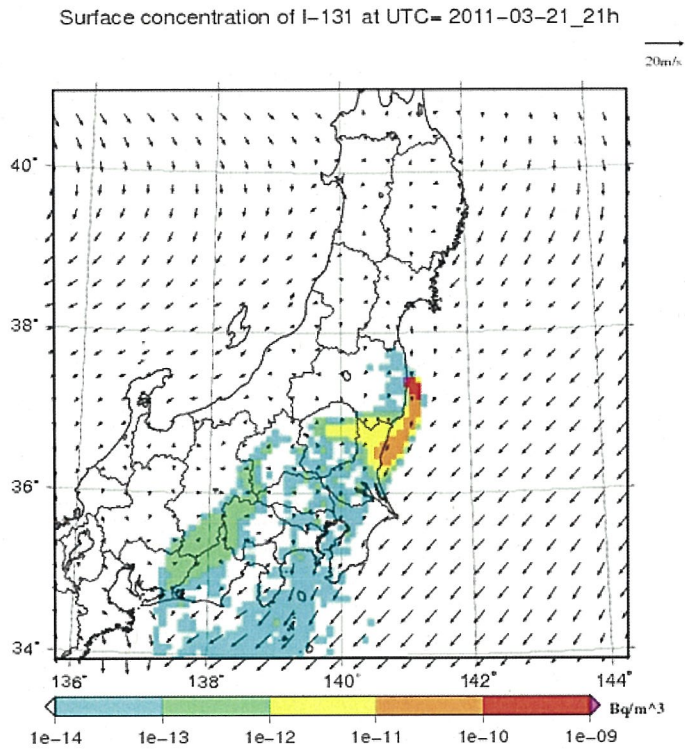 Surface concentration of I-131 at UTC= 2011-03-21_21h
20m/s
40°
38°
36°
34°
136° 138° 140° 142° 144°
Bq/m^3
1e-14 1e-13 1e-12 1e-11 1e-10 1e-09